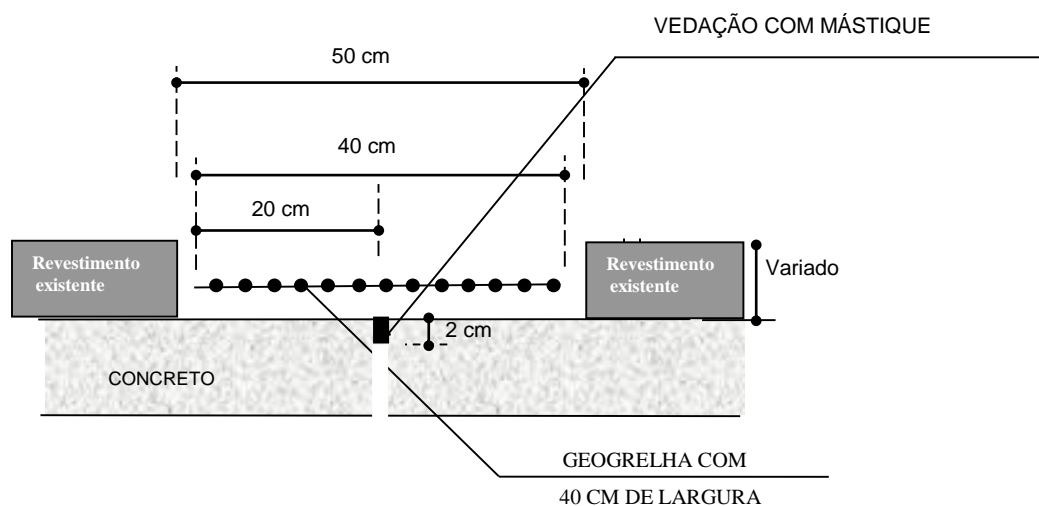 VEDAÇÃO COM MÁSTIQUE
50 cm
40 cm
20 cm
Revestimento
existente
Revestimento
existente
Variado
2 cm
CONCRETO
GEOGRELHA COM
40 CM DE LARGURA